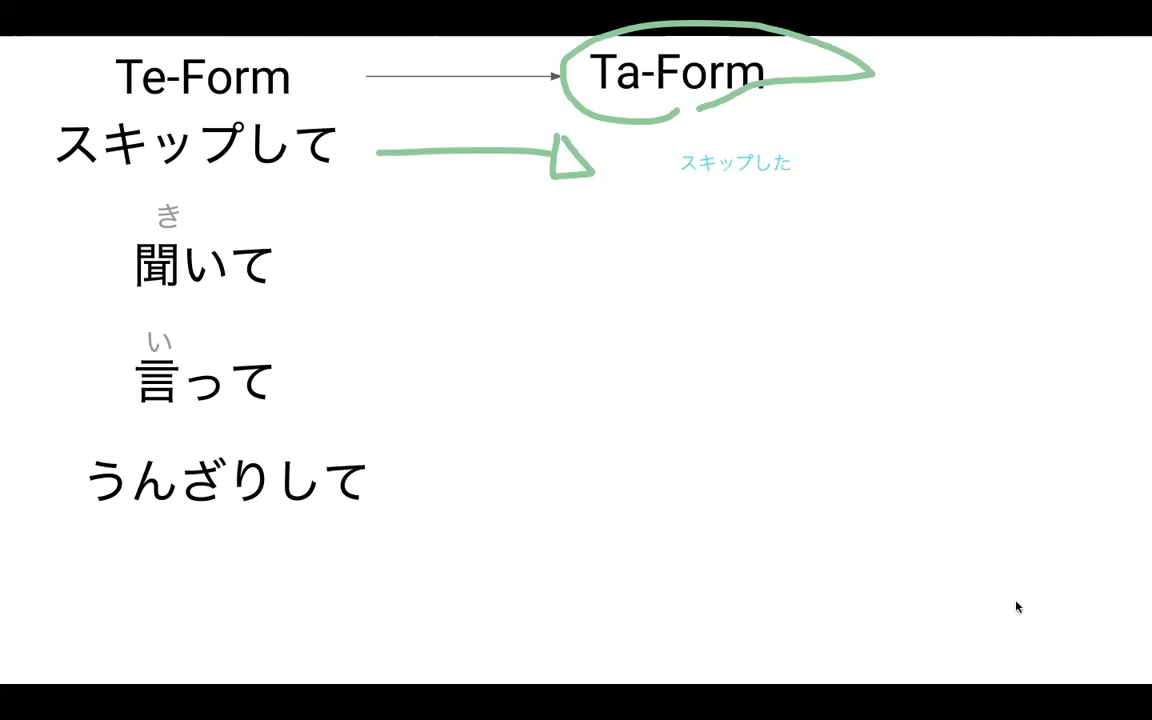 Te-Form Ta-Form
スキップして スキップした
き
聞いて
い
言って
うんざりして